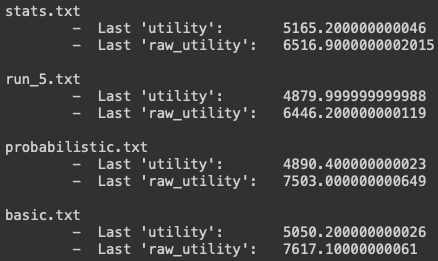 stats.txt
- Last 'utility': 5165.200000000046
- Last 'raw_utility': 6516.9000000002015
run_5.txt
- Last 'utility': 4879.999999999988
- Last 'raw_utility': 6446.200000000119
probabilistic.txt
- Last 'utility': 4890.400000000023
- Last 'raw_utility': 7503.000000000649
basic.txt
- Last 'utility': 5050.200000000026
- Last 'raw_utility': 7617.10000000061